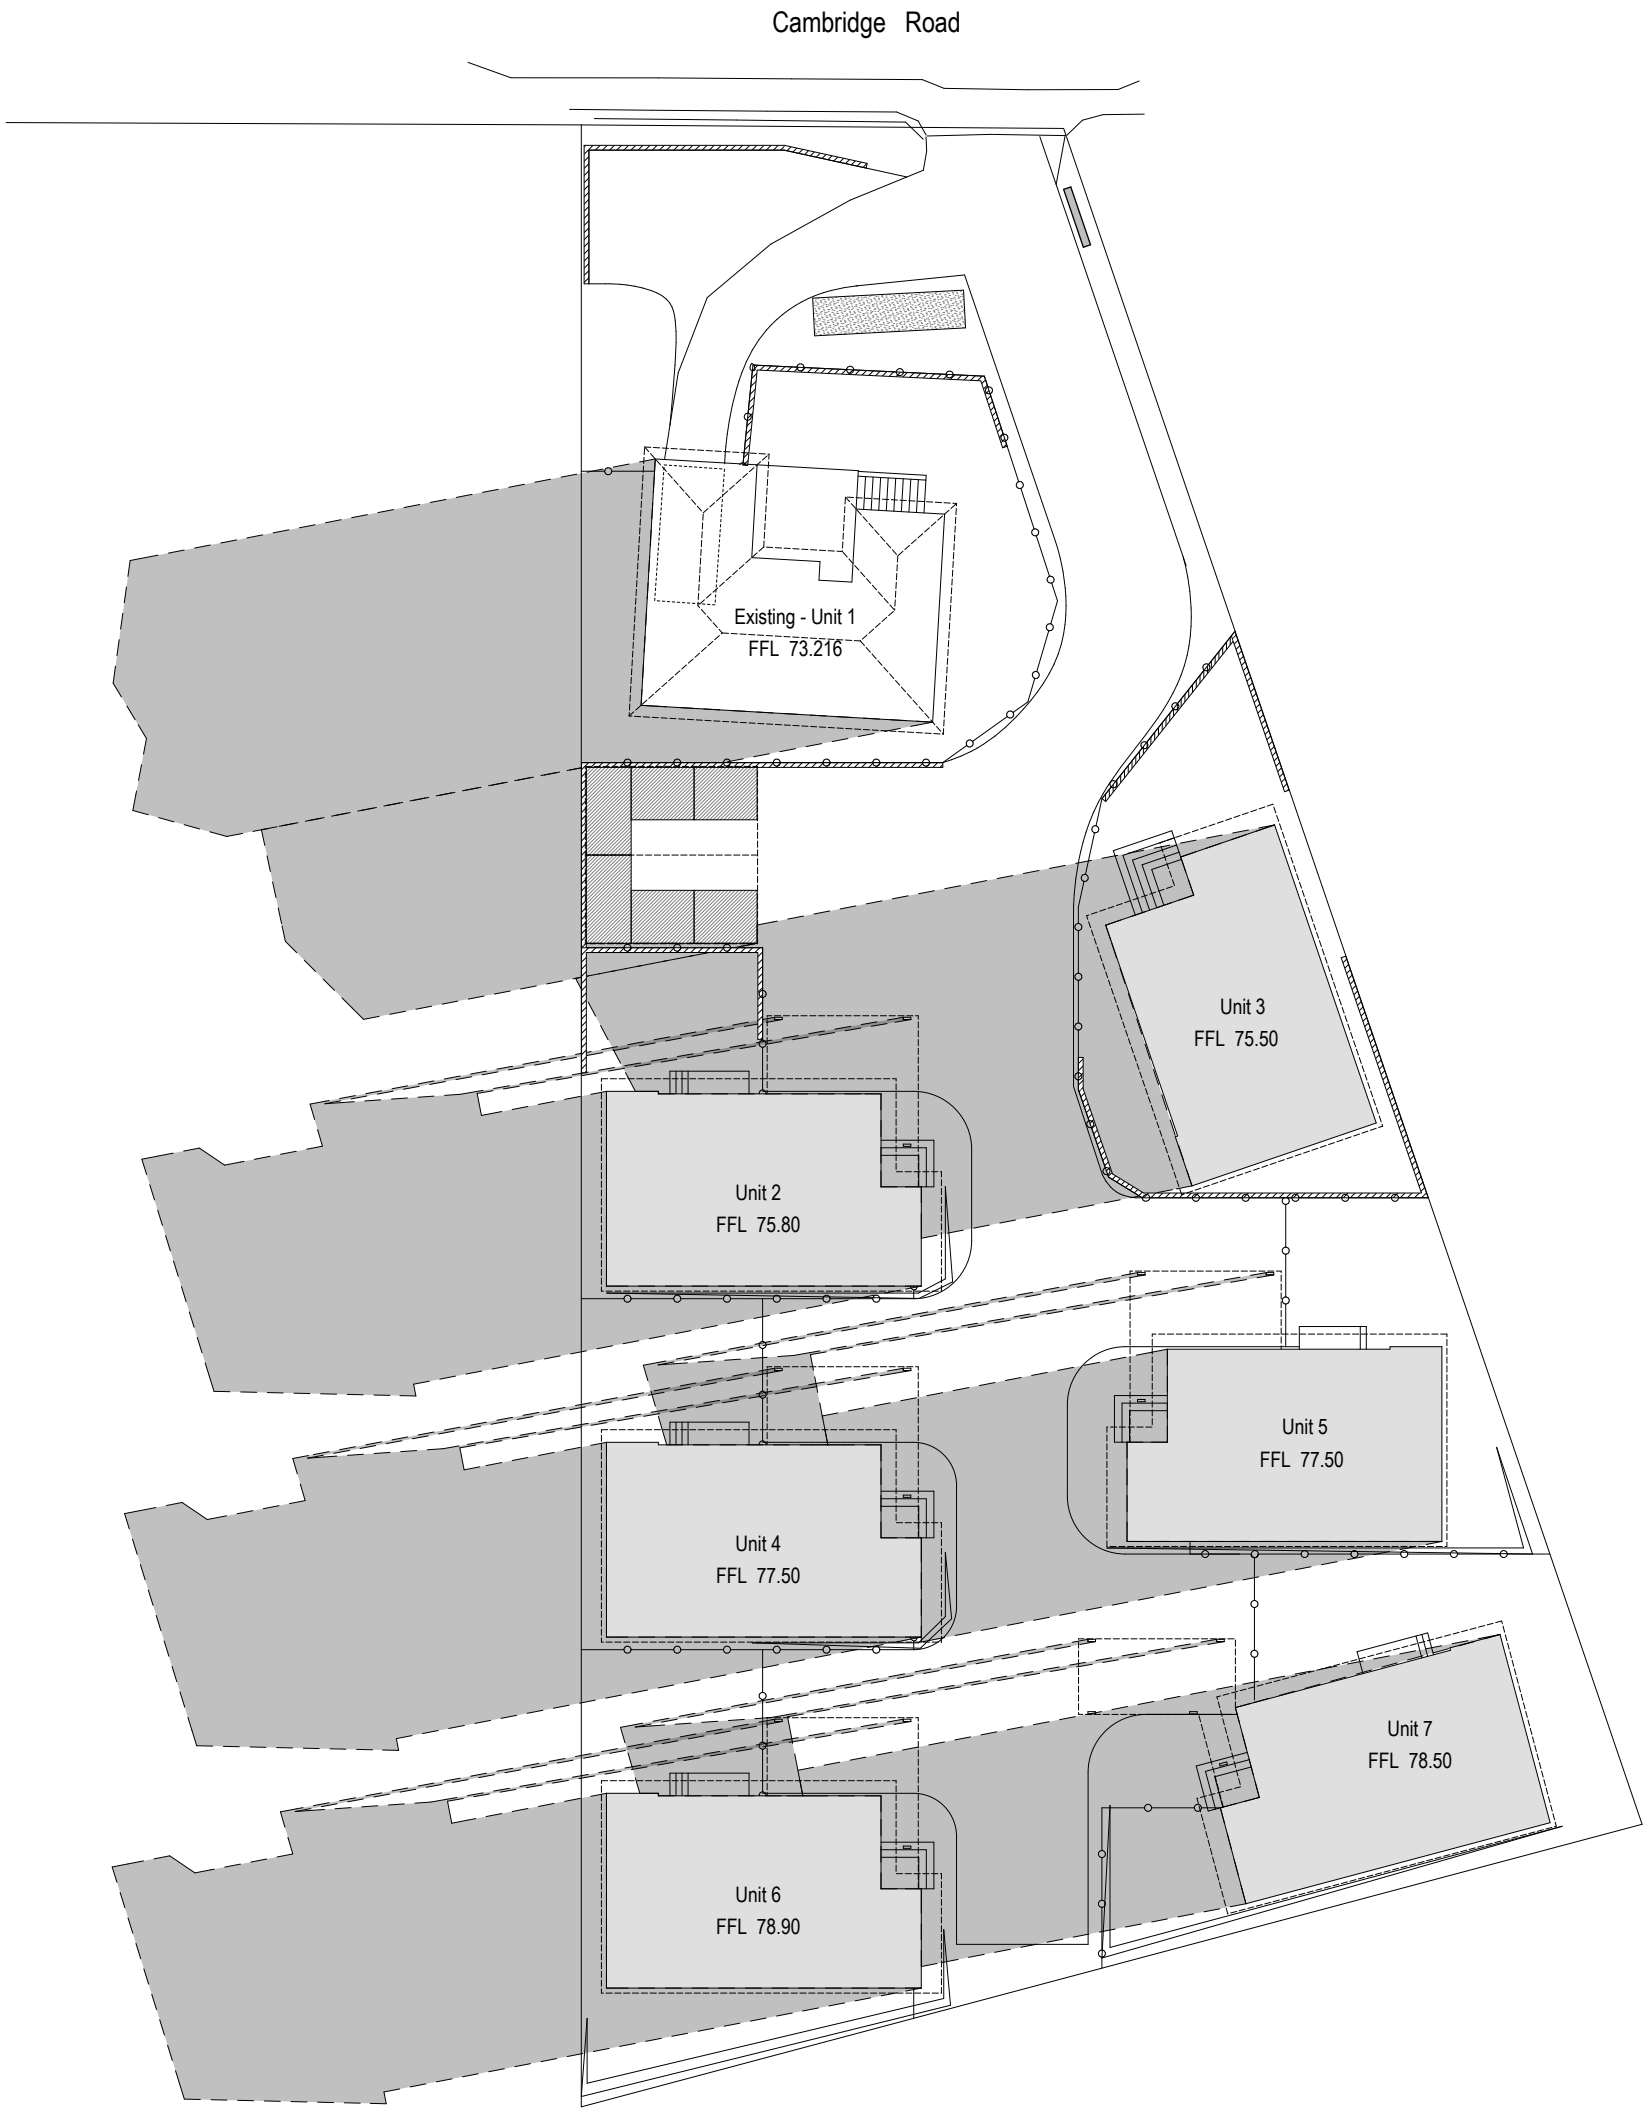 Cambridge Road
Existing - Unit 1
FFL 73.216
Unit 3
FFL 75.50
Unit 2
FFL 75.80
Unit 5
FFL 77.50
Unit 4
FFL 77.50
Unit 7
FFL 78.50
Unit 6
FFL 78.90